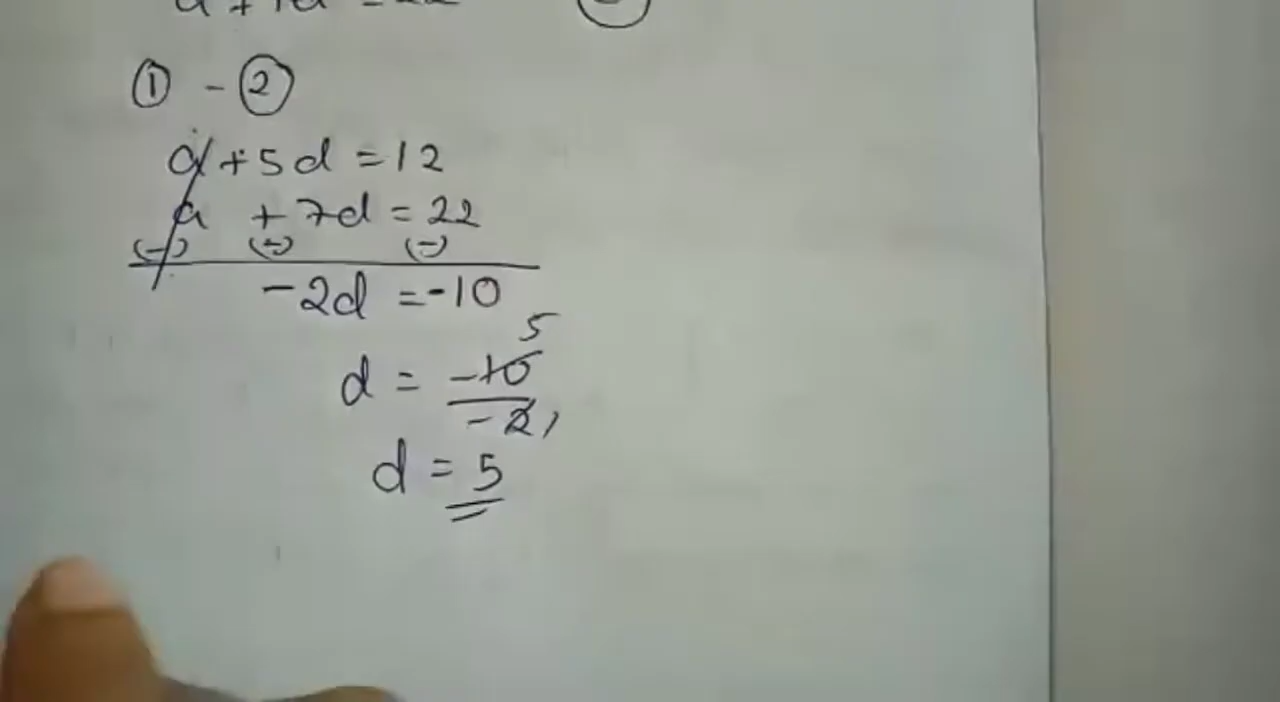 ① - ②
a + 5d = 12
a + 7d = 22
(-) (-) (-)
-2d = -10
5
d = -10
-2
d = 5